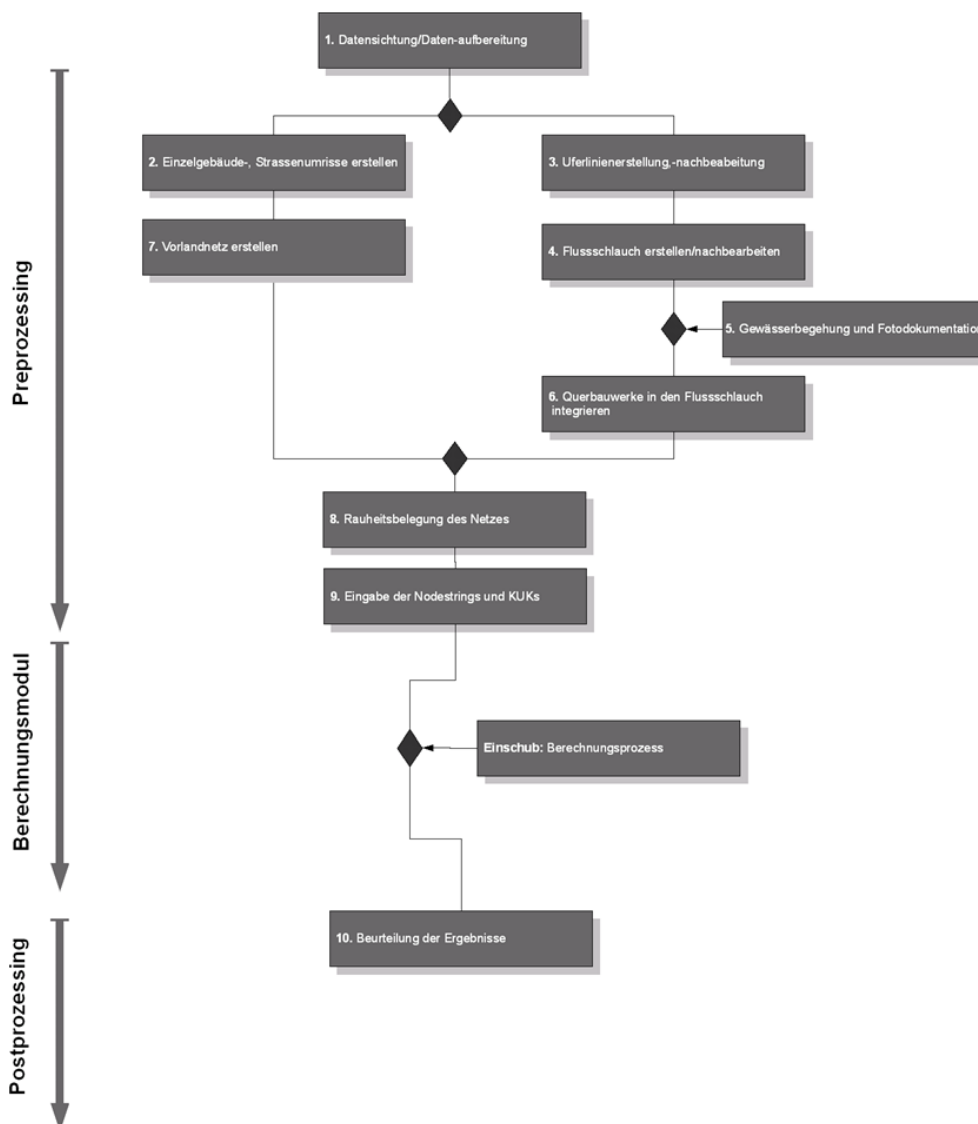 1. Datensichtung/Daten-aufbereitung
2. Einzelgebäude-, Strassenumrisse erstellen
3. Uferlinienerstellung,-nachbeabeitung
7. Vorlandnetz erstellen
4. Flussschlauch erstellen/nachbearbeiten
5. Gewässerbegehung und Fotodokumentation
6. Querbauwerke in den Flussschlauch
integrieren
8. Rauheitsbelegung des Netzes
9. Eingabe der Nodestrings und KUKs
Einschub: Berechnungsprozess
10. Beurteilung der Ergebnisse
Preprozessing
Berechnungsmodul
Postprozessing